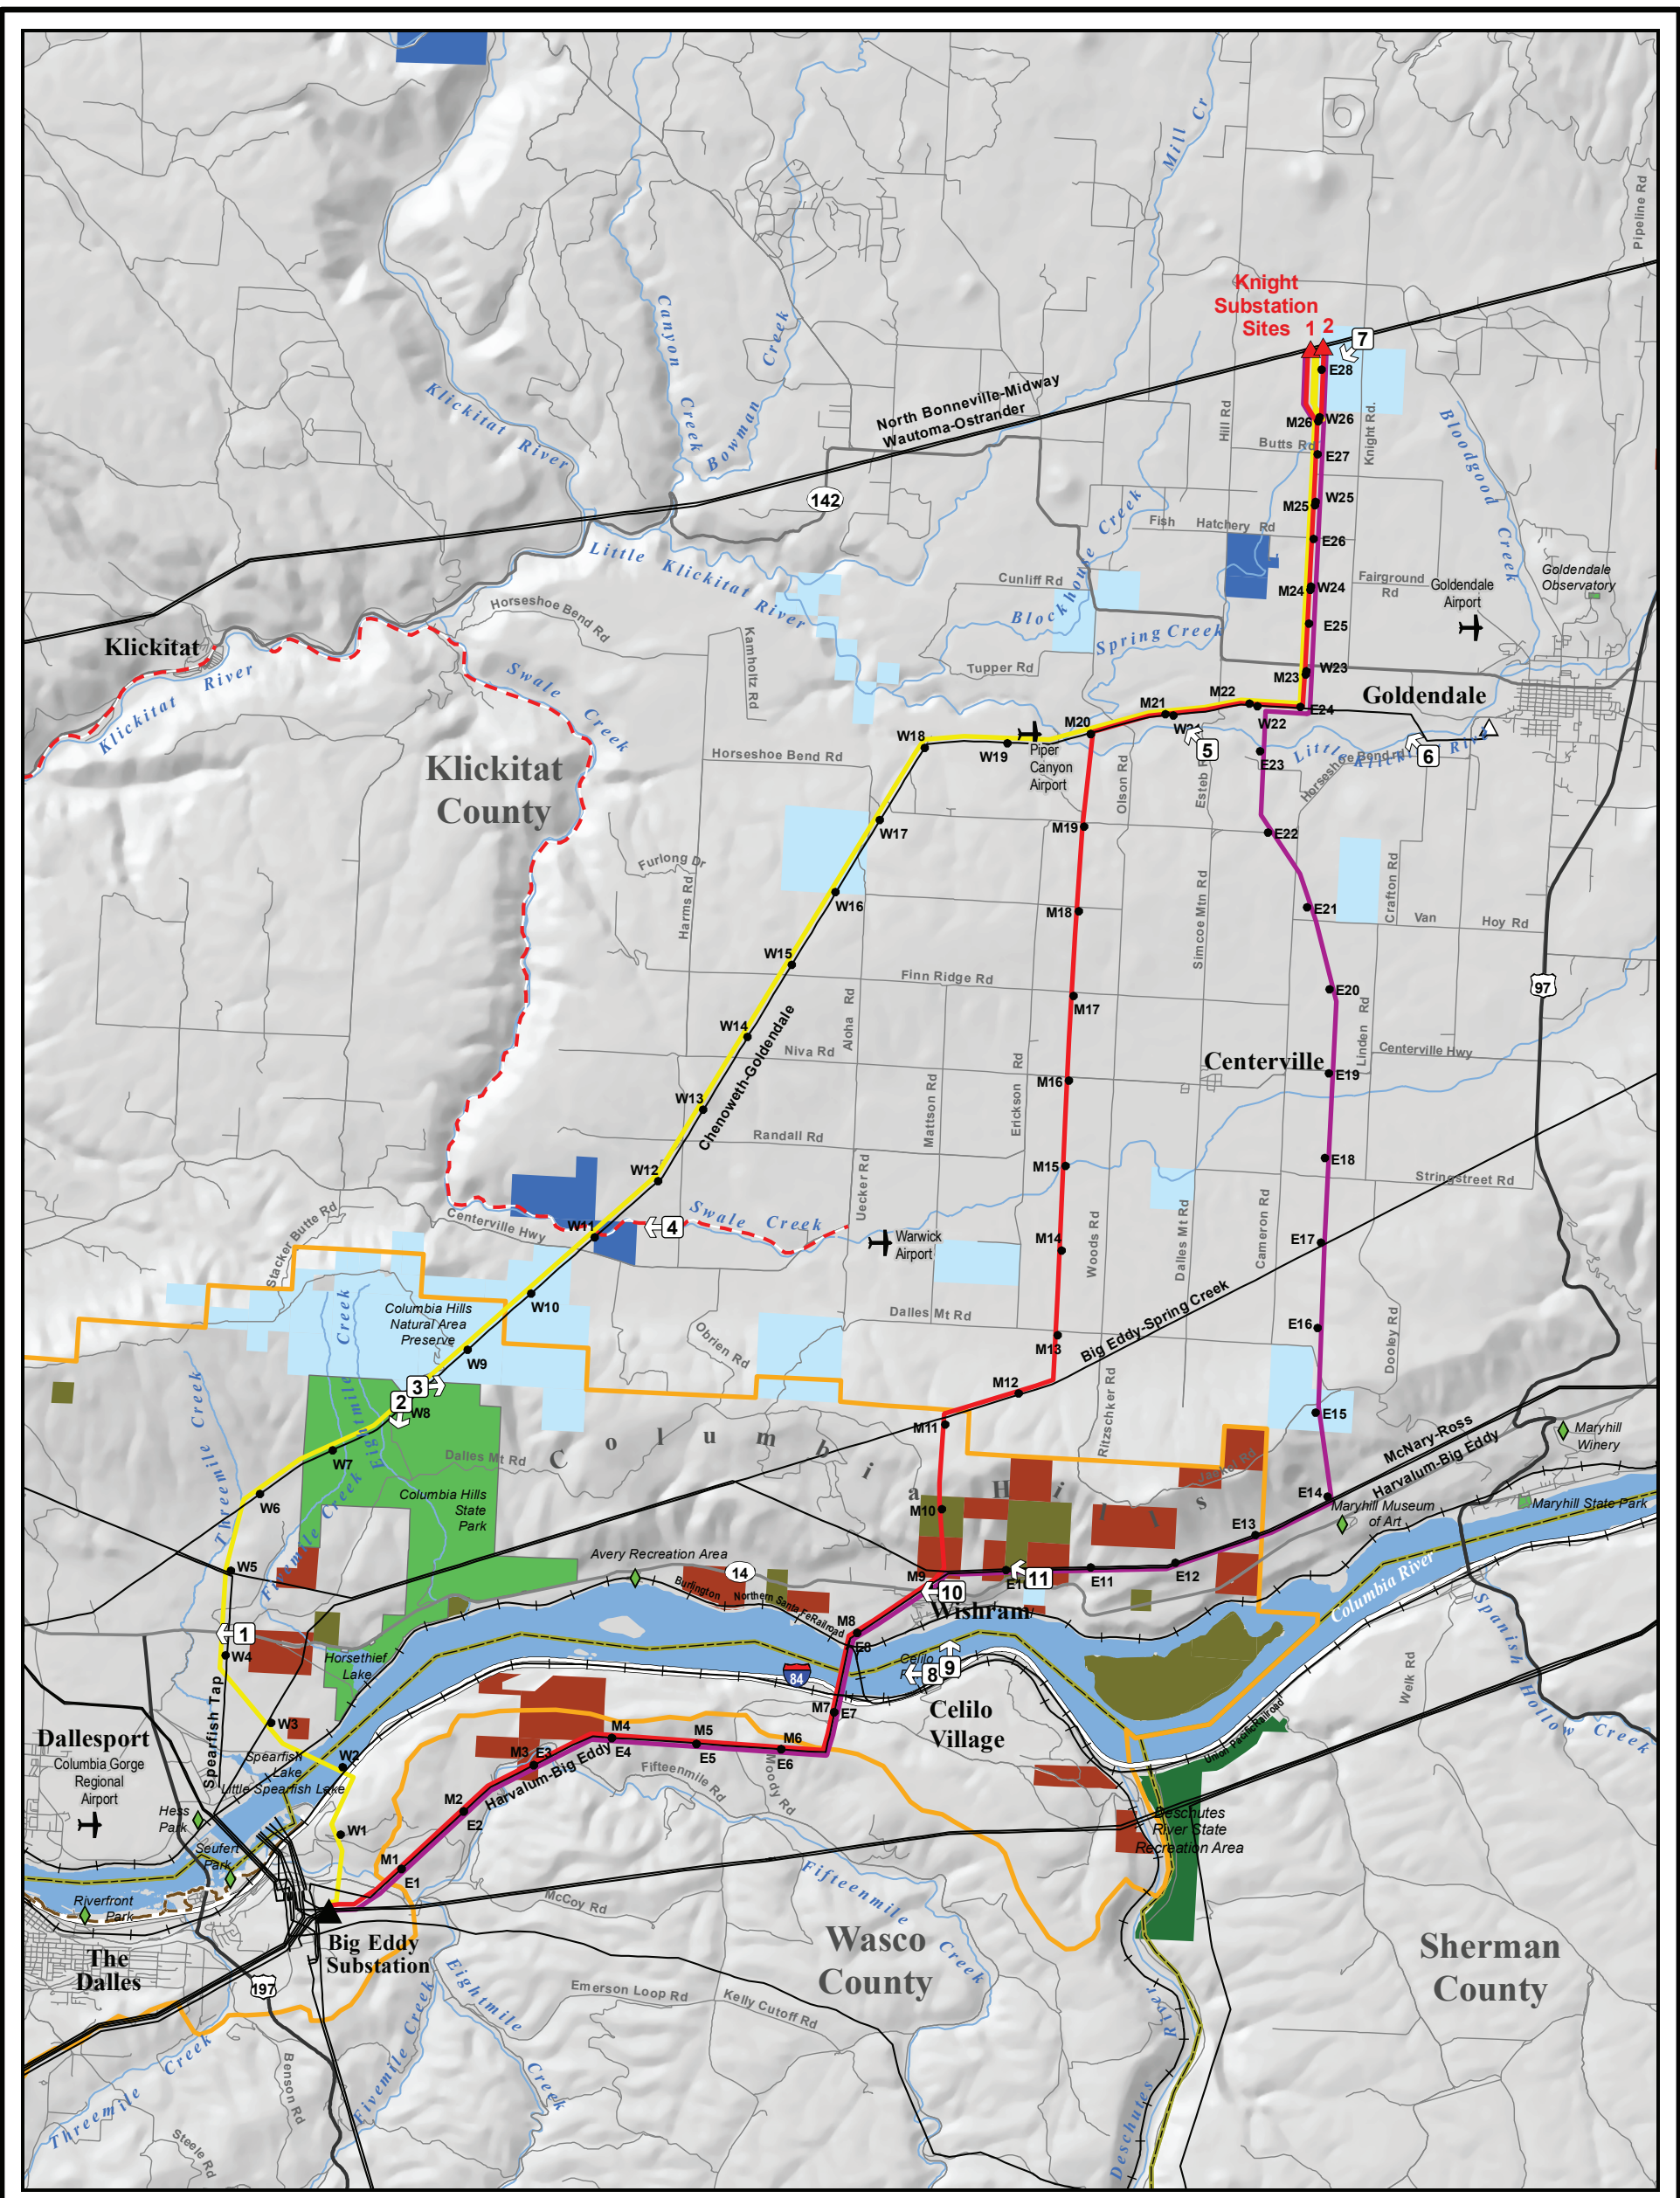 Mill Cr
Pipeline Rd
Knight
Substation
Sites
1
2
7
E28
Canyon
Creek
Bowman
Creek
Klickitat
River
North Bonneville-Midway
Wautoma-Ostrander
Hill Rd
M26
W26
Butts Rd
Knight Rd.
E27
Bloodgood
Creek
142
W25
M25
Fish Hatchery Rd
E26
Blockhouse
Creek
Little Klickitat River
Cunliff Rd
M24
W24
Fairground
Rd
Goldendale
Airport
Goldendale
Observatory
Horseshoe Bend Rd
E25
Klickitat
Kamholtz Rd
Spring Creek
Tupper Rd
M23
W23
Swale
Creek
Klickitat
River
Goldendale
M21
M22
E24
W22
M20
W18
W19
5
6
Little Klickitat
Horseshoe Bend Rd
E23
Piper
Canyon
Airport
Horseshoe Bend Rd
Olson Rd
Klickitat
County
W17
M19
E22
Furlong Dr
Harms Rd
Crafton Rd
W16
M18
E21
Van Hoy Rd
Simcoe Mtn Rd
W15
Finn Ridge Rd
97
E20
M17
Aloha Rd
W14
Niva Rd
Linden Rd
Centerville Hwy
Centerville
E19
M16
Chenoweth-Goldendale
W13
Mattson Rd
Erickson Rd
Randall Rd
W12
M15
E18
Stringstreet Rd
Uecker Rd
Stacker Butte Rd
Centerville Hwy
W11
4
Swale Creek
Warwick
Airport
Woods Rd
Dalles Mt Rd
Cameron Rd
M14
E17
W10
Columbia Hills
Natural Area
Preserve
Creek
Dalles Mt Rd
Big Eddy-Spring Creek
E16
Dooley Rd
W9
Obrien Rd
M13
3
2
W8
M12
Ritzschker Rd
E15
M11
Threemile Creek
Eightmile
W7
Dalles Mt Rd
Columbia Hills
McNary-Ross
Harvalum-Big Eddy
Maryhill
Winery
Jackel Rd
W6
Columbia Hills
State
Park
Fivemile Creek
M10
E14
Maryhill Museum
of Art
Maryhill State Park
E13
Avery Recreation Area
W5
14
M9
11
E11
E12
10
Burlington Northern Santa Fe Railroad
Wishram
Columbia River
1
M8
E8
W4
Horsethief
Lake
84
8
9
Spanish
Hollow
Creek
Welk Rd
Spearfish Tap
W3
M7
E7
Celilo
Village
Dallesport
Columbia Gorge
Regional
Airport
M4
M5
M6
E4
E5
E6
W2
Spearfish
Lake
Little Spearfish Lake
M3
E3
Harvalum-Big Eddy
Fifteenmile Rd
Moody Rd
Union Pacific Railroad
M2
E2
Hess
Park
W1
Deschutes
River State
Recreation Area
Seufert
Park
M1
E1
Fifteenmile
Creek
Riverfront
Park
McCoy Rd
The
Dalles
Big Eddy
Substation
Wasco
County
Sherman
County
197
Eightmile
Creek
Emerson Loop Rd
Kelly Cutoff Rd
Fivemile Creek
Threemile Creek
Benson Rd
Steele Rd
Deschutes
River